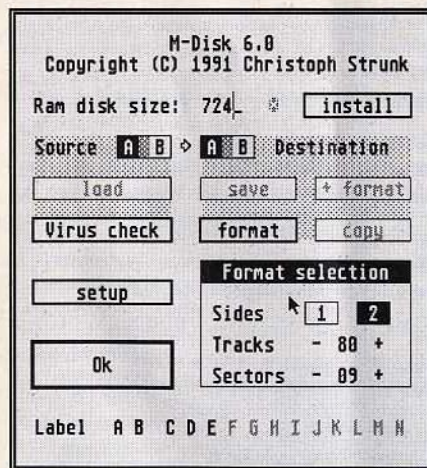 M-Disk 6.0
Copyright (C) 1991 Christoph Strunk
Ram disk size: 724_ install
Source A B ◇ A B Destination
load save + format
Virus check format copy
setup
Format selection
Sides 1 2
Tracks - 80 +
Ok
Sectors - 09 +
Label A B C D E F G H I J K L M N